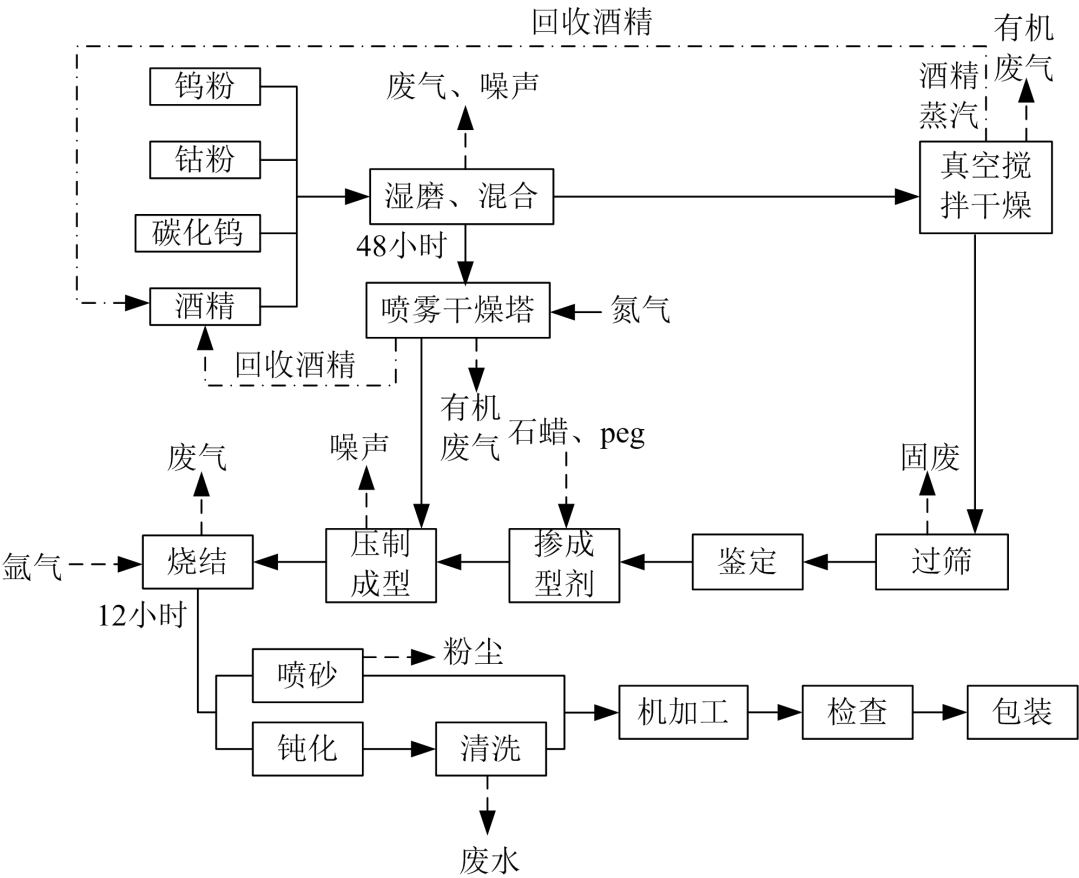 回收酒精
有机
废气
酒精
蒸汽
钨粉
废气、噪声
钴粉
真空搅
拌干燥
湿磨、混合
碳化钨
48小时
酒精
喷雾干燥塔
氮气
回收酒精
有机
废气
石蜡、peg
废气
噪声
固废
氩气
烧结
压制
成型
掺成
型剂
鉴定
过筛
12小时
喷砂
粉尘
钝化
清洗
机加工
检查
包装
废水